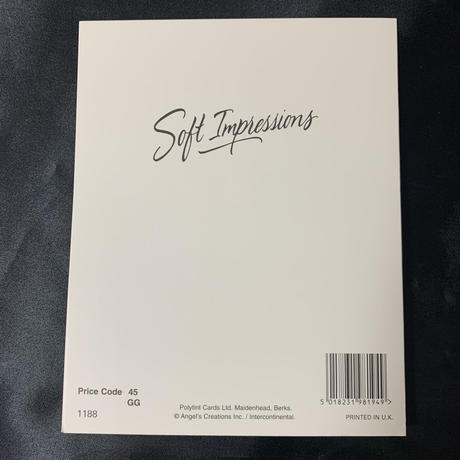 Soft Impressions
Price Code 45
GG
1188
Polytint Cards Ltd. Maidenhead, Berks.
© Angel's Creations Inc. / Intercontinental.
5 018231 981949 >
PRINTED IN U.K.